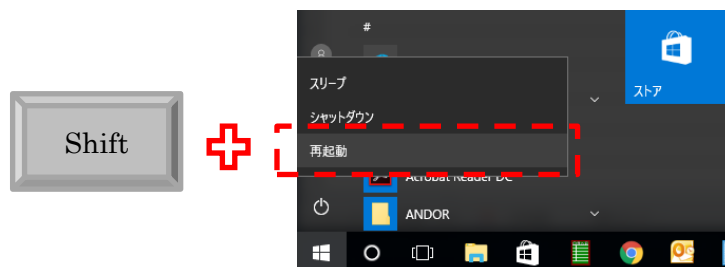 Shift
#
スリープ
シャットダウン
再起動
ストア
Acrobat Reader DC
ANDOR